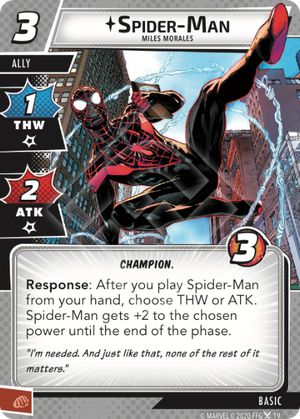 3
Spider-Man
MILES MORALES
ALLY
1
THW
2
ATK
3
CHAMPION.
Response: After you play Spider-Man
from your hand, choose THW or ATK.
Spider-Man gets +2 to the chosen
power until the end of the phase.
"I'm needed. And just like that, none of the rest of it
matters."
BASIC
© MARVEL © 2020 FFG 19